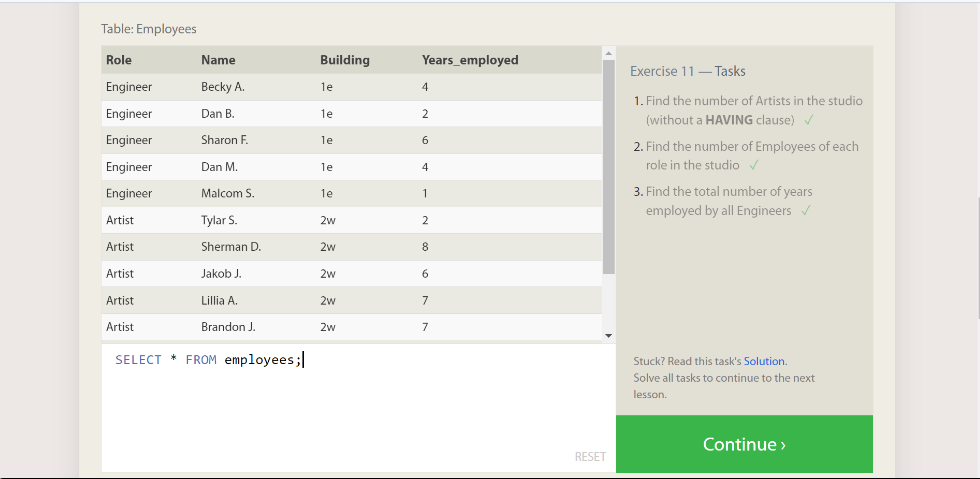 Table: Employees
Role Name Building Years_employed
Engineer Becky A. 1e 4
Engineer Dan B. 1e 2
Engineer Sharon F. 1e 6
Engineer Dan M. 1e 4
Engineer Malcom S. 1e 1
Artist Tylar S. 2w 2
Artist Sherman D. 2w 8
Artist Jakob J. 2w 6
Artist Lillia A. 2w 7
Artist Brandon J. 2w 7
SELECT * FROM employees;
RESET
Exercise 11 — Tasks
1. Find the number of Artists in the studio
(without a HAVING clause) ✓
2. Find the number of Employees of each
role in the studio ✓
3. Find the total number of years
employed by all Engineers ✓
Stuck? Read this task's Solution.
Solve all tasks to continue to the next
lesson.
Continue ›